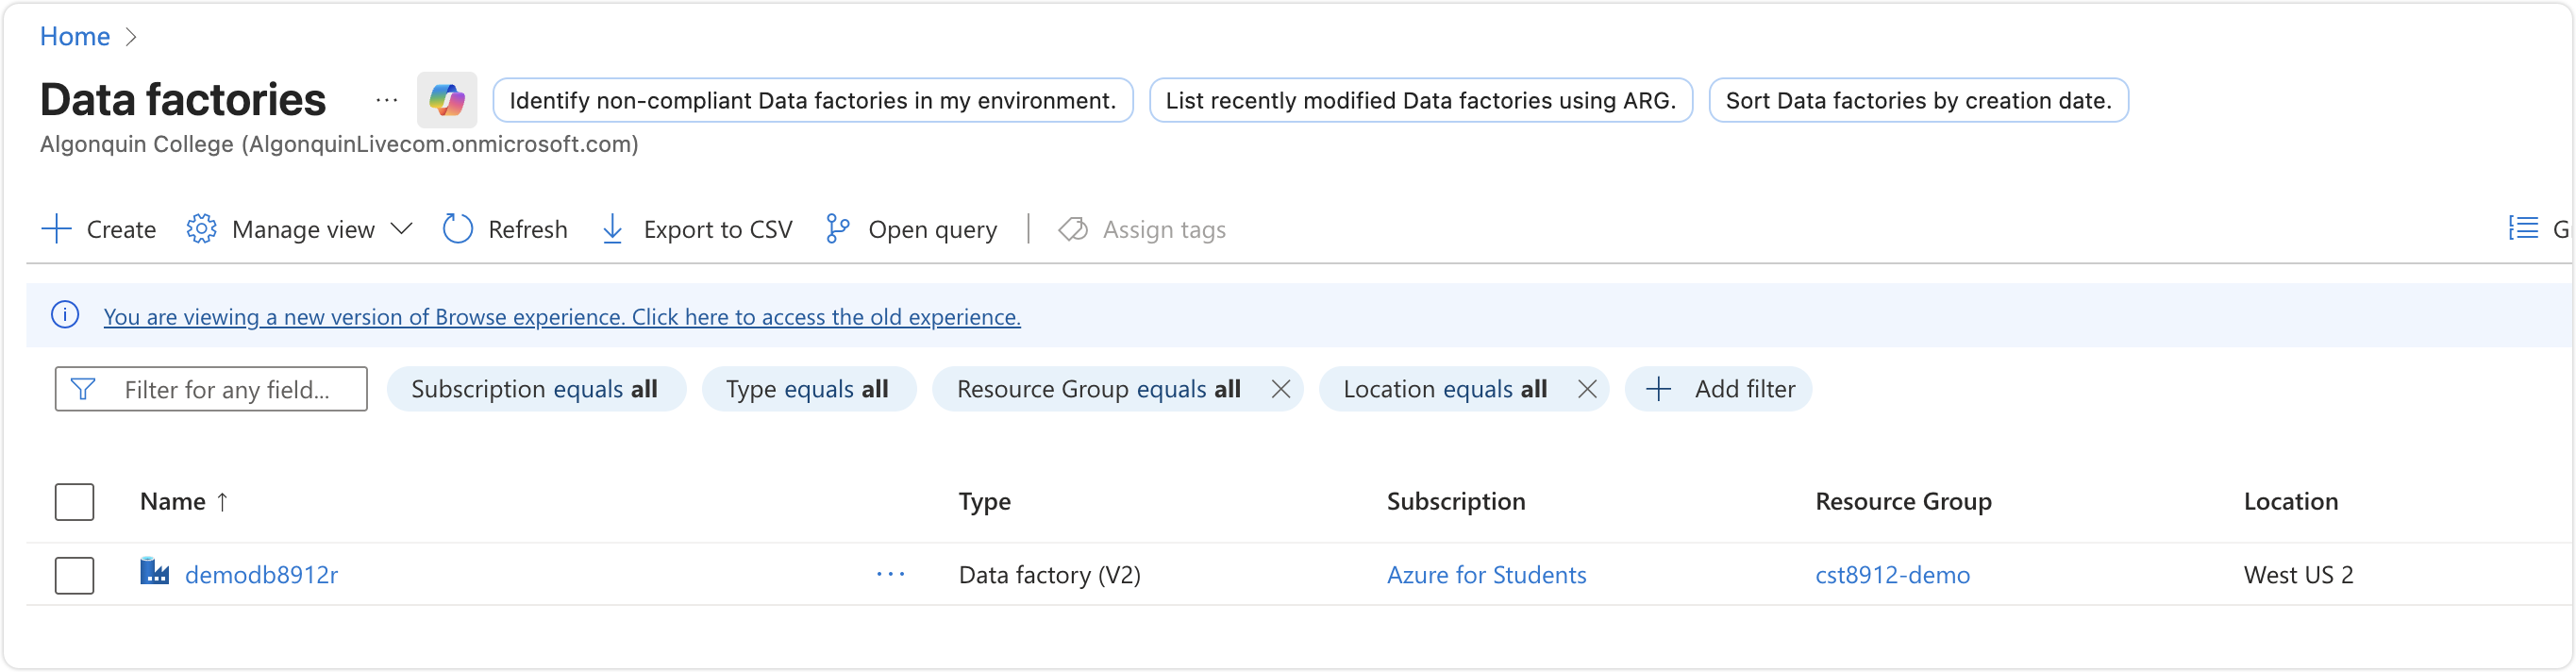 Home
Data factories ... Identify non-compliant Data factories in my environment. List recently modified Data factories using ARG. Sort Data factories by creation date.
Algonquin College (AlgonquinLivecom.onmicrosoft.com)
Create Manage view Refresh Export to CSV Open query Assign tags
You are viewing a new version of Browse experience. Click here to access the old experience.
Filter for any field... Subscription equals all Type equals all Resource Group equals all Location equals all Add filter
Name ↑ Type Subscription Resource Group Location
demodb8912r ... Data factory (V2) Azure for Students cst8912-demo West US 2